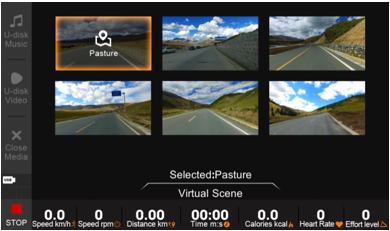 U-disk
Music
Pasture
U-disk
Video
Close
Media
USB
Selected:Pasture
Virtual Scene
STOP
0.0
Speed km/h
0
Speed rpm
0.00
Distance km
00:00
Time m:s
0.0
Calories kcal
0
Heart Rate
0
Effort level